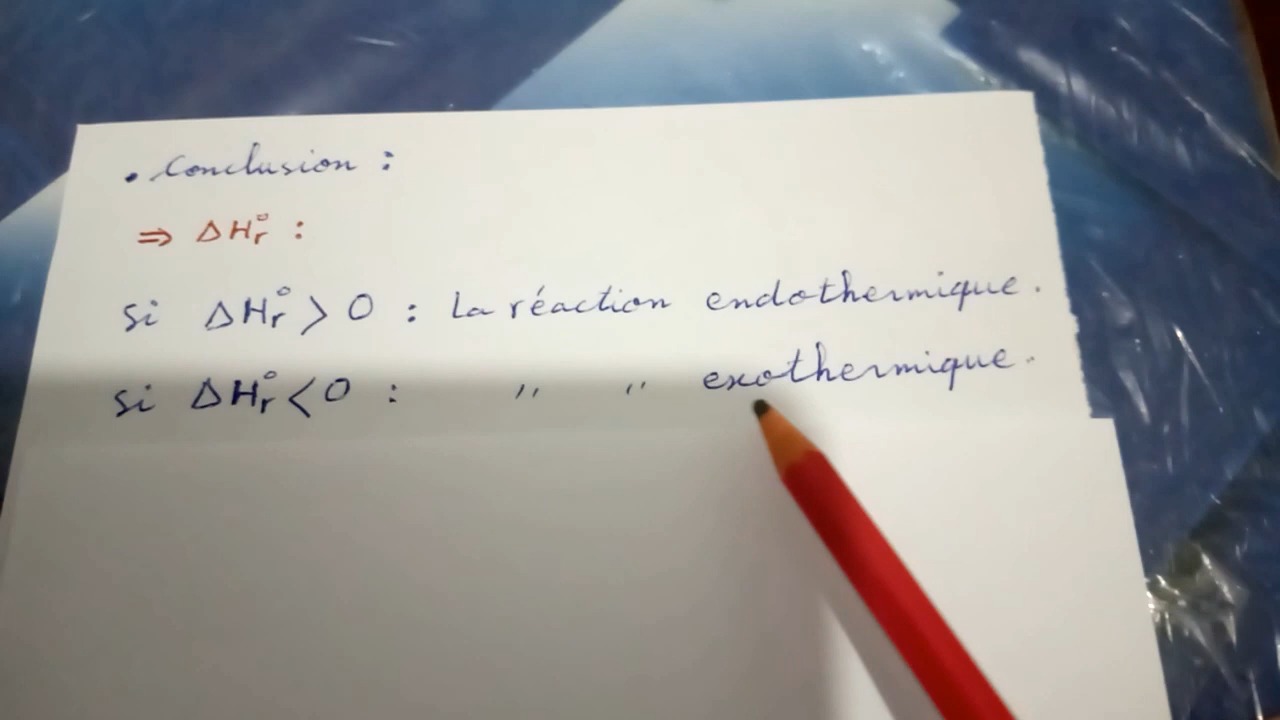 • Conclusion :
⇒ ΔH°r :
Si ΔH°r > 0 : La réaction endothermique.
Si ΔH°r < 0 : " " exothermique.